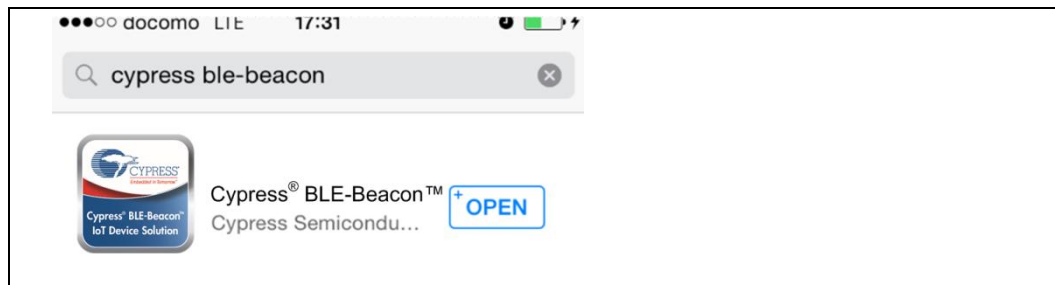 ●●●○○ docomo LTE 17:31
cypress ble-beacon
CYPRESS
Embedded in Tomorrow™
Cypress® BLE-Beacon™
IoT Device Solution
Cypress® BLE-Beacon™
Cypress Semicondu...
+OPEN